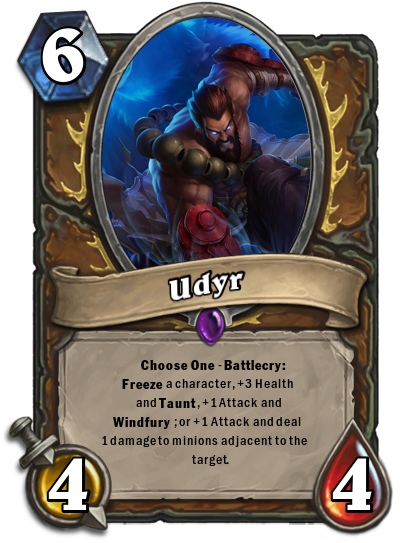 6
Udyr
Choose One - Battlecry:
Freeze a character, +3 Health
and Taunt, +1 Attack and
Windfury ; or +1 Attack and deal
1 damage to minions adjacent to the
target.
4 4